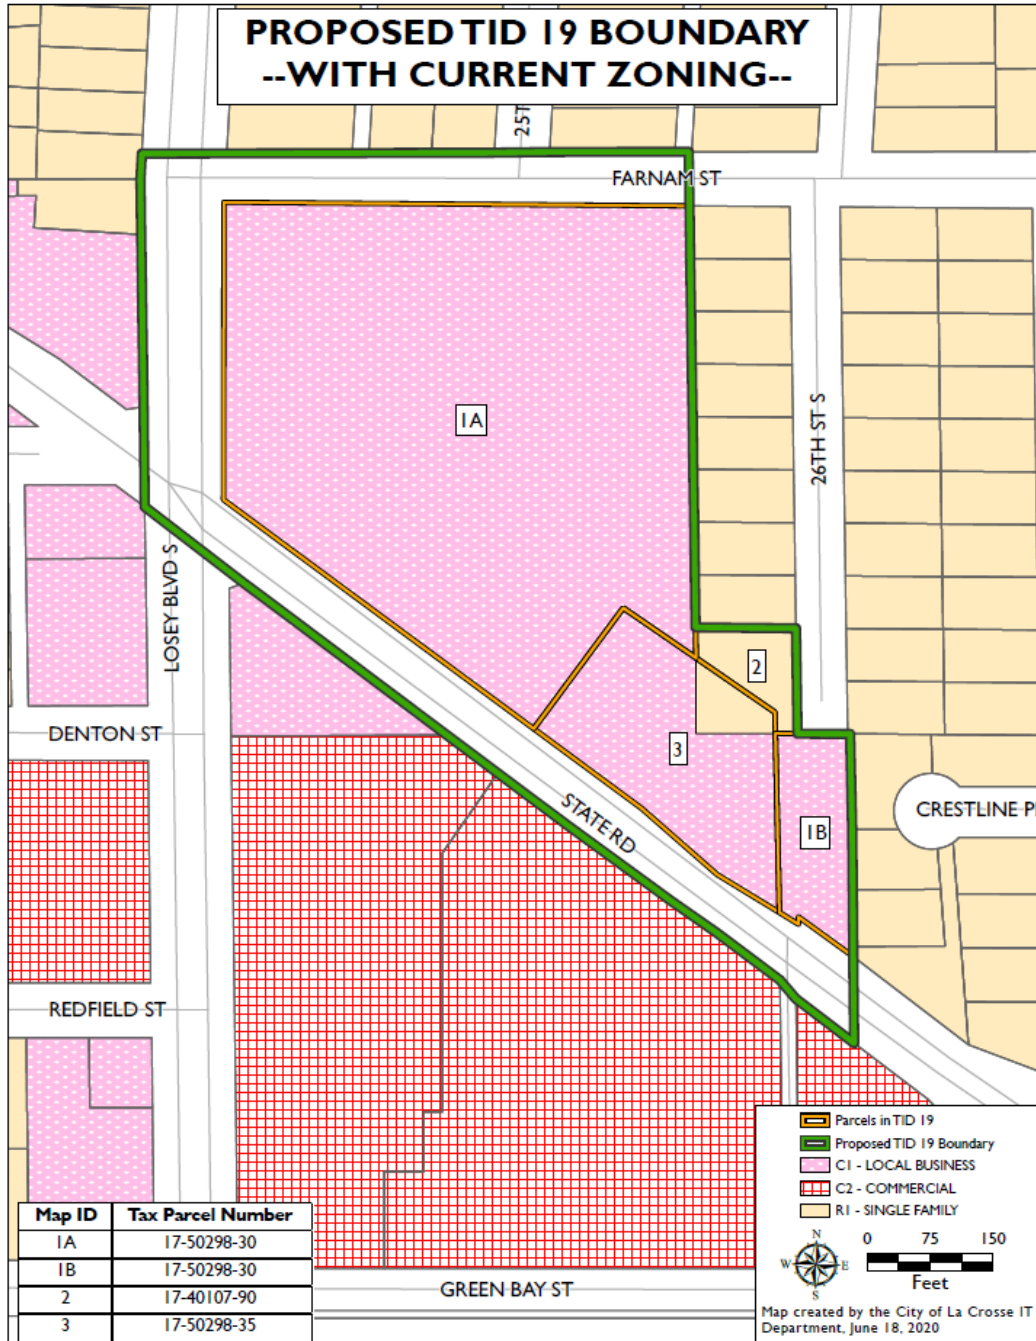 PROPOSED TID 19 BOUNDARY
--WITH CURRENT ZONING--
25T
FARNAM ST
1A
26TH ST S
LOSEY BLVD S
2
DENTON ST
3
STATE RD
1B
CRESTLINE P
REDFIELD ST
GREEN BAY ST
Map ID Tax Parcel Number
1A 17-50298-30
1B 17-50298-30
2 17-40107-90
3 17-50298-35
Parcels in TID 19
Proposed TID 19 Boundary
C1 - LOCAL BUSINESS
C2 - COMMERCIAL
R1 - SINGLE FAMILY
N
W E
S
0 75 150
Feet
Map created by the City of La Crosse IT
Department, June 18, 2020